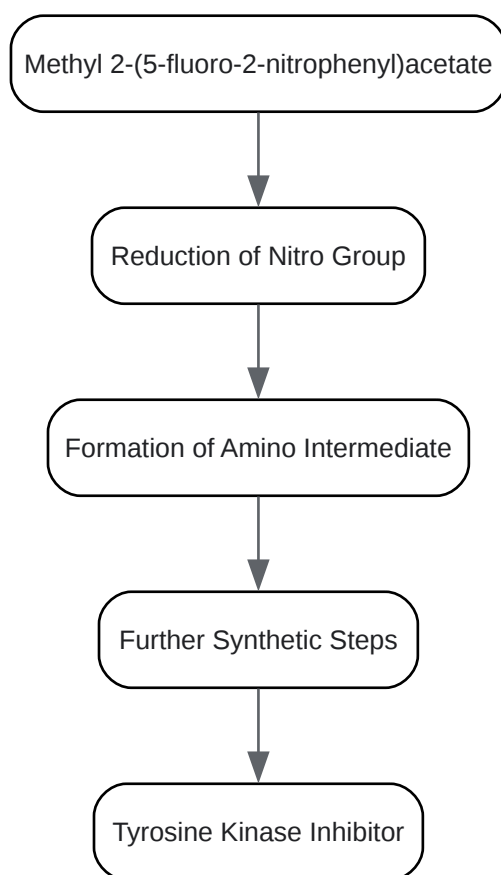 Methyl 2-(5-fluoro-2-nitrophenyl)acetate
Reduction of Nitro Group
Formation of Amino Intermediate
Further Synthetic Steps
Tyrosine Kinase Inhibitor